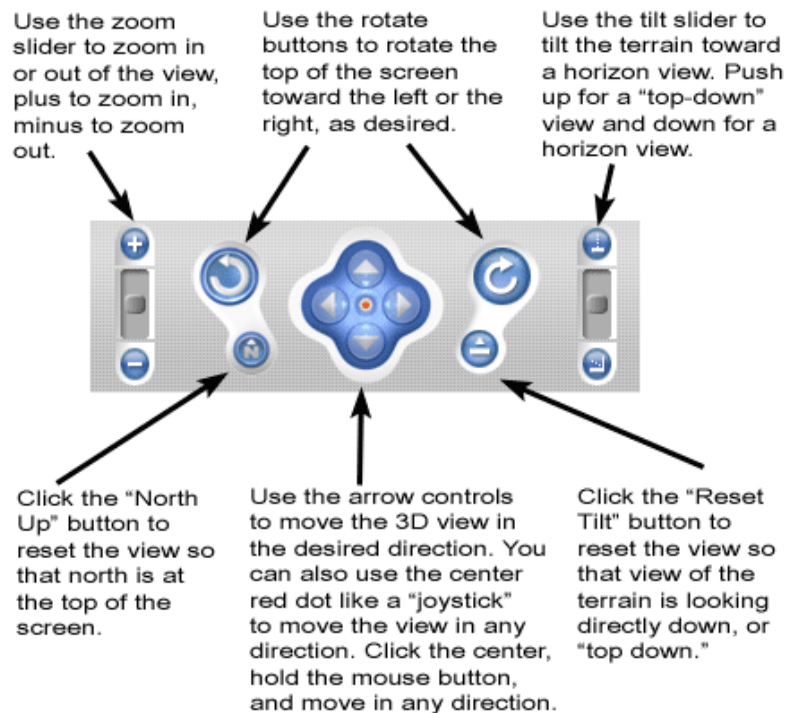 Use the zoom
slider to zoom in
or out of the view,
plus to zoom in,
minus to zoom
out.
Use the rotate
buttons to rotate the
top of the screen
toward the left or the
right, as desired.
Use the tilt slider to
tilt the terrain toward
a horizon view. Push
up for a “top-down”
view and down for a
horizon view.
N
Click the “North
Up” button to
reset the view so
that north is at
the top of the
screen.
Use the arrow controls
to move the 3D view in
the desired direction. You
can also use the center
red dot like a “joystick”
to move the view in any
direction. Click the center,
hold the mouse button,
and move in any direction.
Click the “Reset
Tilt” button to
reset the view so
that view of the
terrain is looking
directly down, or
“top down.”